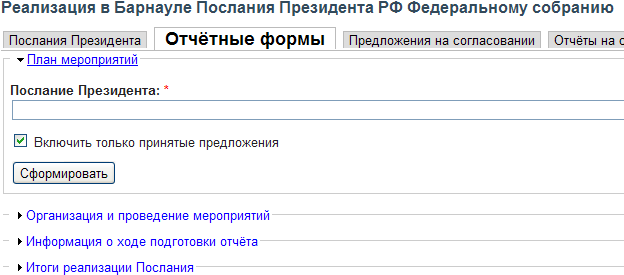 Реализация в Барнауле Послания Президента РФ Федеральному собранию
Послания Президента Отчётные формы Предложения на согласовании Отчёты на
План мероприятий
Послание Президента: *
Включить только принятые предложения
Сформировать
Организация и проведение мероприятий
Информация о ходе подготовки отчёта
Итоги реализации Послания